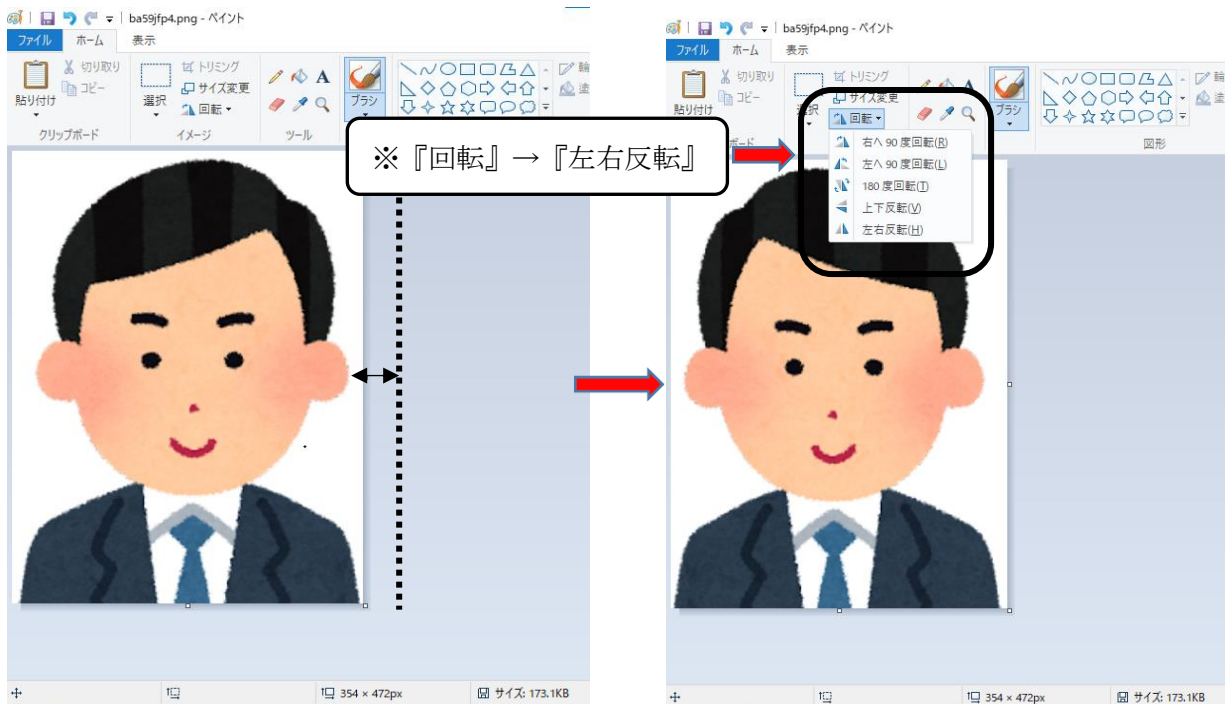 ba59jfp4.png - ペイント
ファイル ホーム 表示
貼り付け
切り取り
コピー
クリップボード
選択
トリミング
サイズ変更
回転
イメージ
A
ツール
ブラシ
輪
塗
※『回転』→『左右反転』
354 × 472px
サイズ: 173.1KB
ba59jfp4.png - ペイント
ファイル ホーム 表示
貼り付け
切り取り
コピー
ボード
選択
トリミング
サイズ変更
回転
右へ 90 度回転(R)
左へ 90 度回転(L)
180 度回転(T)
上下反転(V)
左右反転(H)
ブラシ
輪
塗
図形
354 × 472px
サイズ: 173.1KB